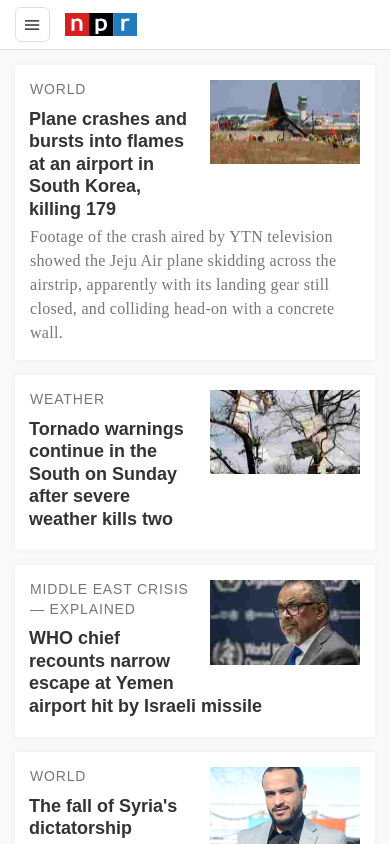 npr
WORLD
Plane crashes and
bursts into flames
at an airport in
South Korea,
killing 179
Footage of the crash aired by YTN television
showed the Jeju Air plane skidding across the
airstrip, apparently with its landing gear still
closed, and colliding head-on with a concrete
wall.
WEATHER
Tornado warnings
continue in the
South on Sunday
after severe
weather kills two
MIDDLE EAST CRISIS
— EXPLAINED
WHO chief
recounts narrow
escape at Yemen
airport hit by Israeli missile
WORLD
The fall of Syria's
dictatorship